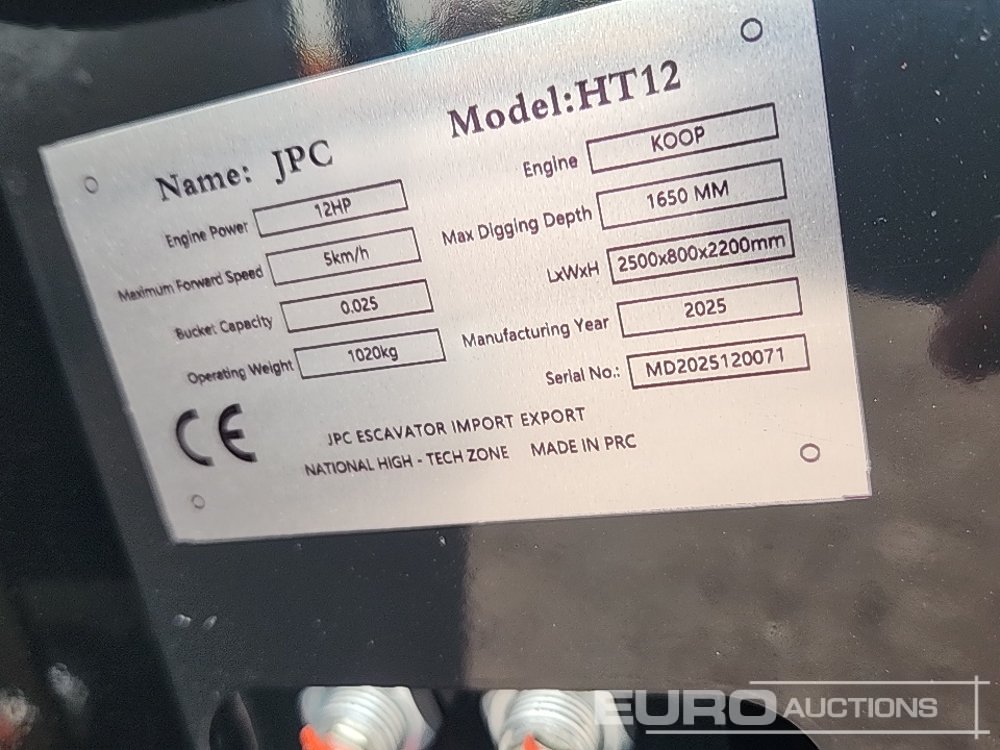 Name: JPC
Model:HT12
Engine Power 12HP
Maximum Forward Speed 5km/h
Bucket Capacity 0.025
Operating Weight 1020kg
Engine KOOP
Max Digging Depth 1650 MM
LxWxH 2500x800x2200mm
Manufacturing Year 2025
Serial No.: MD2025120071
CE
JPC ESCAVATOR IMPORT EXPORT
NATIONAL HIGH - TECH ZONE MADE IN PRC
EURO AUCTIONS